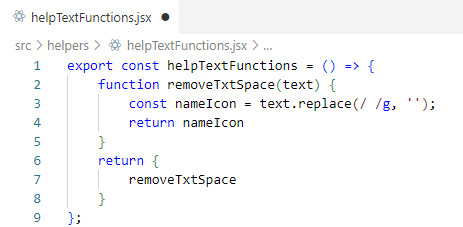 helpTextFunctions.jsx ●
src > helpers > helpTextFunctions.jsx > ...
1 export const helpTextFunctions = () => {
2     function removeTxtSpace(text) {
3         const nameIcon = text.replace(/ /g, '');
4         return nameIcon
5     }
6     return {
7         removeTxtSpace
8     }
9 };